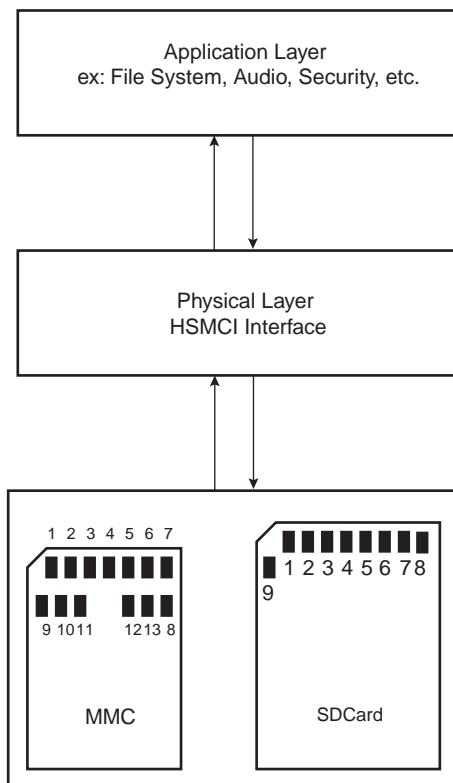 Application Layer
ex: File System, Audio, Security, etc.
Physical Layer
HSMCI Interface
1 2 3 4 5 6 7
9 10 11 12 13 8
MMC
1 2 3 4 5 6 7 8
9
SDCard